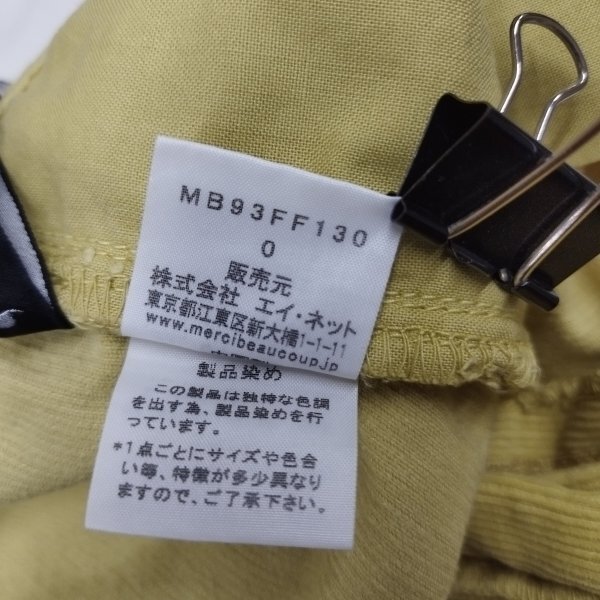 MB93FF130
0
販売元
株式会社 エイ・ネット
東京都江東区新大橋1-1-11
www.mercibeaucoup.jp
製品染め
この製品は独特な色調
を出す為、製品染めを行
っています。
*1点ごとにサイズや色合
い等、特徴が多少異なり
ますので、ご了承下さい。